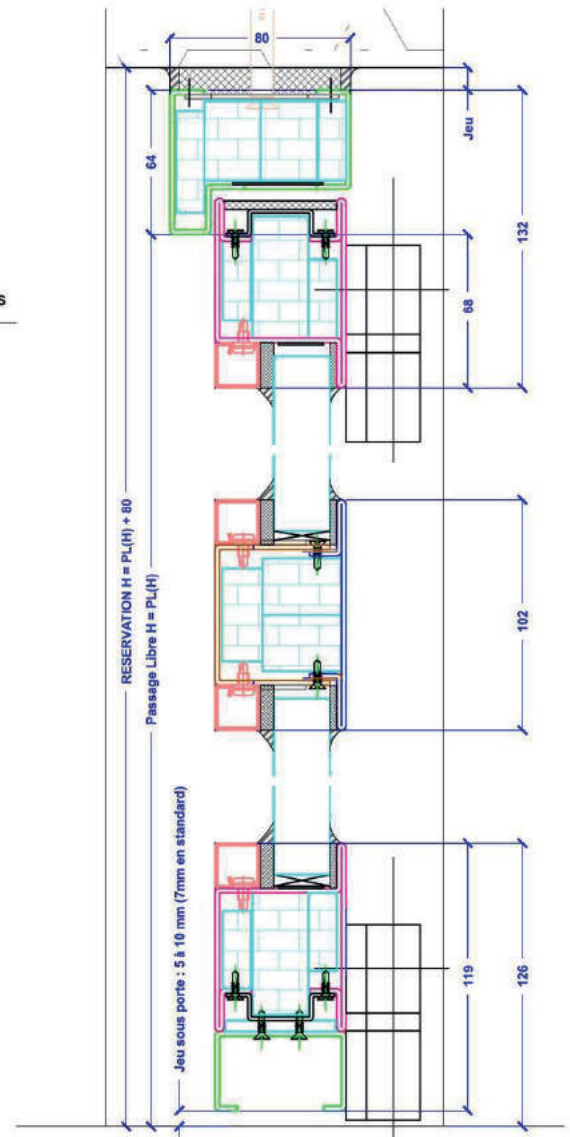 80
Jeu
64
132
s
68
RESERVATION H = PL(H) + 80
Passage Libre H = PL(H)
102
Jeu sous porte : 5 à 10 mm (7mm en standard)
119
126